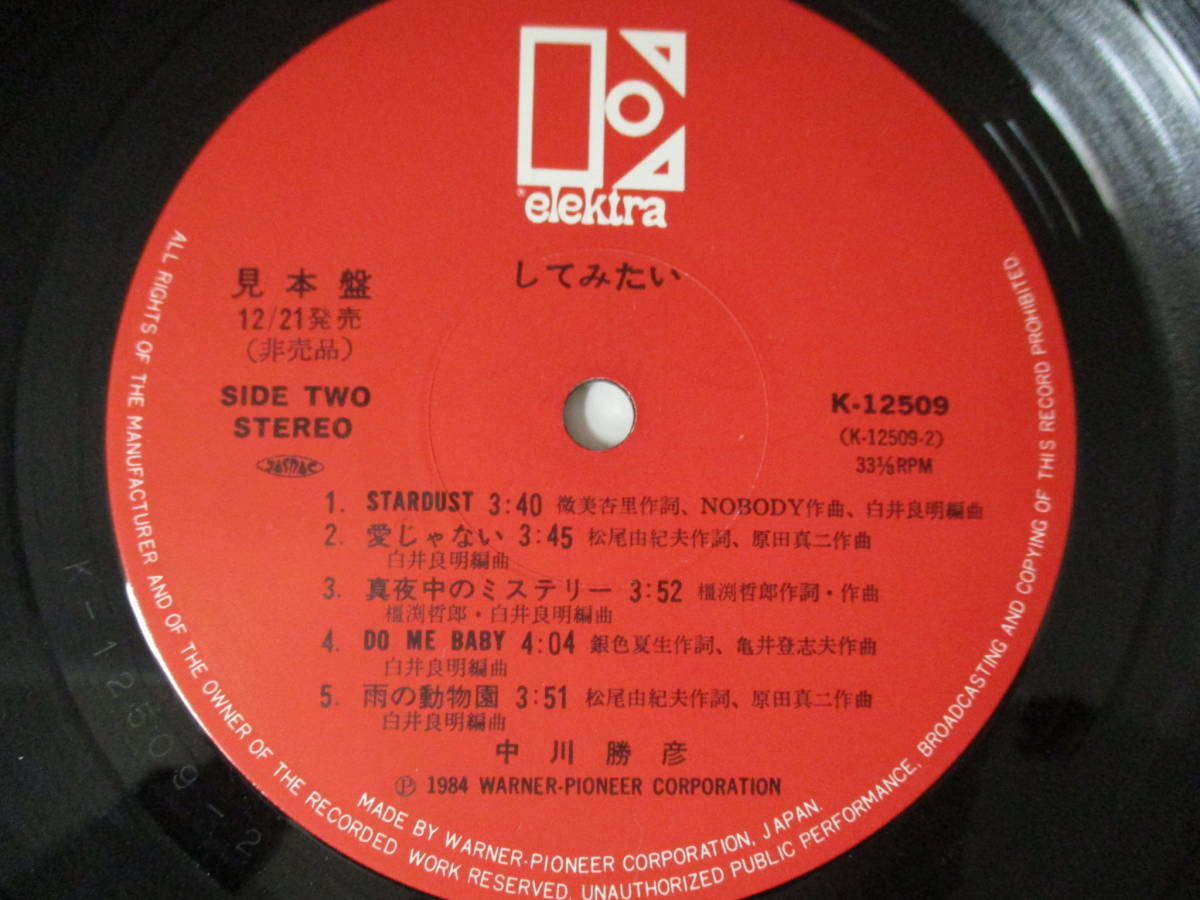 elektra
してみたい
見本盤
12/21発売
(非売品)
SIDE TWO
STEREO
JASRAC
K-12509
(K-12509-2)
33⅓RPM
1. STARDUST 3:40 微美杏里作詞、NOBODY作曲、白井良明編曲
2. 愛じゃない 3:45 松尾由紀夫作詞、原田真二作曲
白井良明編曲
3. 真夜中のミステリー 3:52 橿渕哲郎作詞・作曲
橿渕哲郎・白井良明編曲
4. DO ME BABY 4:04 銀色夏生作詞、亀井登志夫作曲
白井良明編曲
5. 雨の動物園 3:51 松尾由紀夫作詞、原田真二作曲
白井良明編曲
中川勝彦
Ⓟ 1984 WARNER-PIONEER CORPORATION
MADE BY WARNER-PIONEER CORPORATION, JAPAN.
ALL RIGHTS OF THE MANUFACTURER AND OF THE OWNER OF THE RECORDED WORK RESERVED. UNAUTHORIZED PUBLIC PERFORMANCE, BROADCASTING AND COPYING OF THIS RECORD PROHIBITED.
K-12509-2